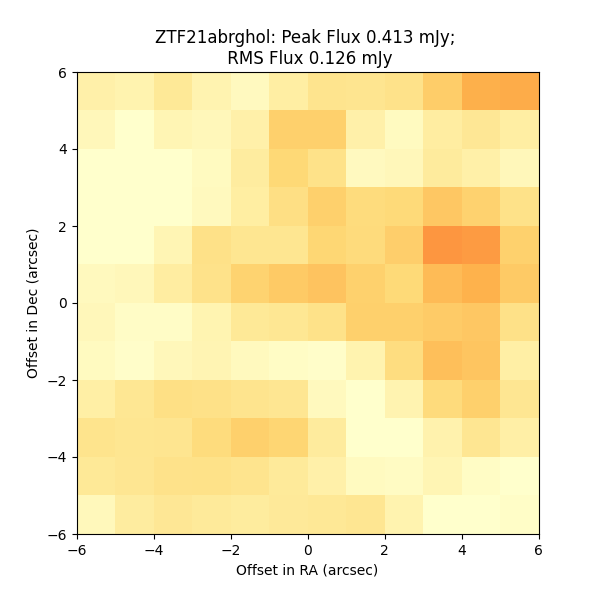 ZTF21abrghol: Peak Flux 0.413 mJy;
RMS Flux 0.126 mJy
6
4
2
0
−2
−4
−6
Offset in Dec (arcsec)
−6 −4 −2 0 2 4 6
Offset in RA (arcsec)